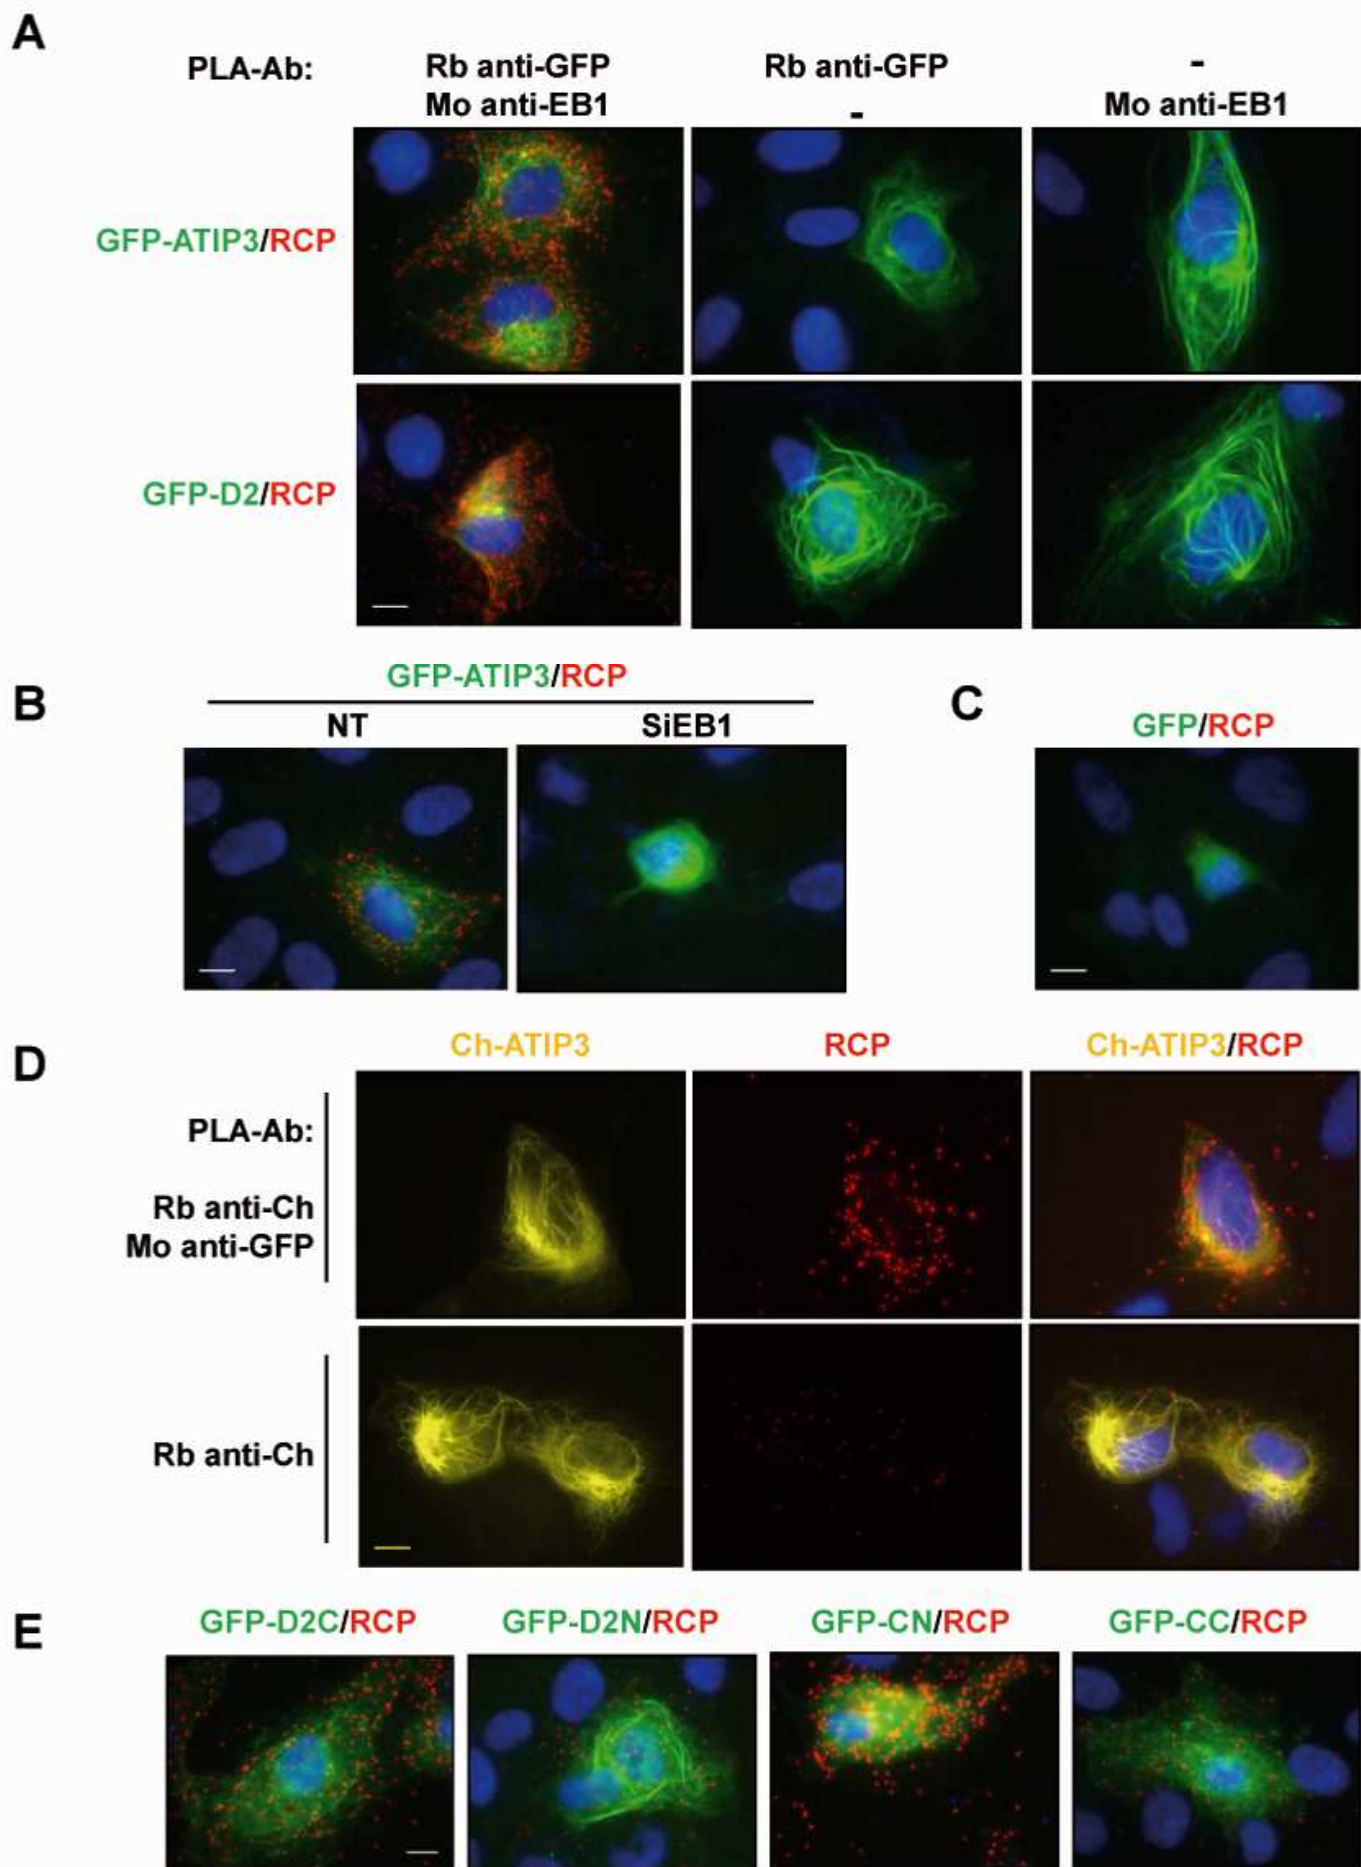 A
PLA-Ab:
Rb anti-GFP
Mo anti-EB1
Rb anti-GFP
-
-
Mo anti-EB1
GFP-ATIP3/RCP
GFP-D2/RCP
B
GFP-ATIP3/RCP
NT
SiEB1
C
GFP/RCP
D
Ch-ATIP3
RCP
Ch-ATIP3/RCP
PLA-Ab:
Rb anti-Ch
Mo anti-GFP
Rb anti-Ch
E
GFP-D2C/RCP
GFP-D2N/RCP
GFP-CN/RCP
GFP-CC/RCP